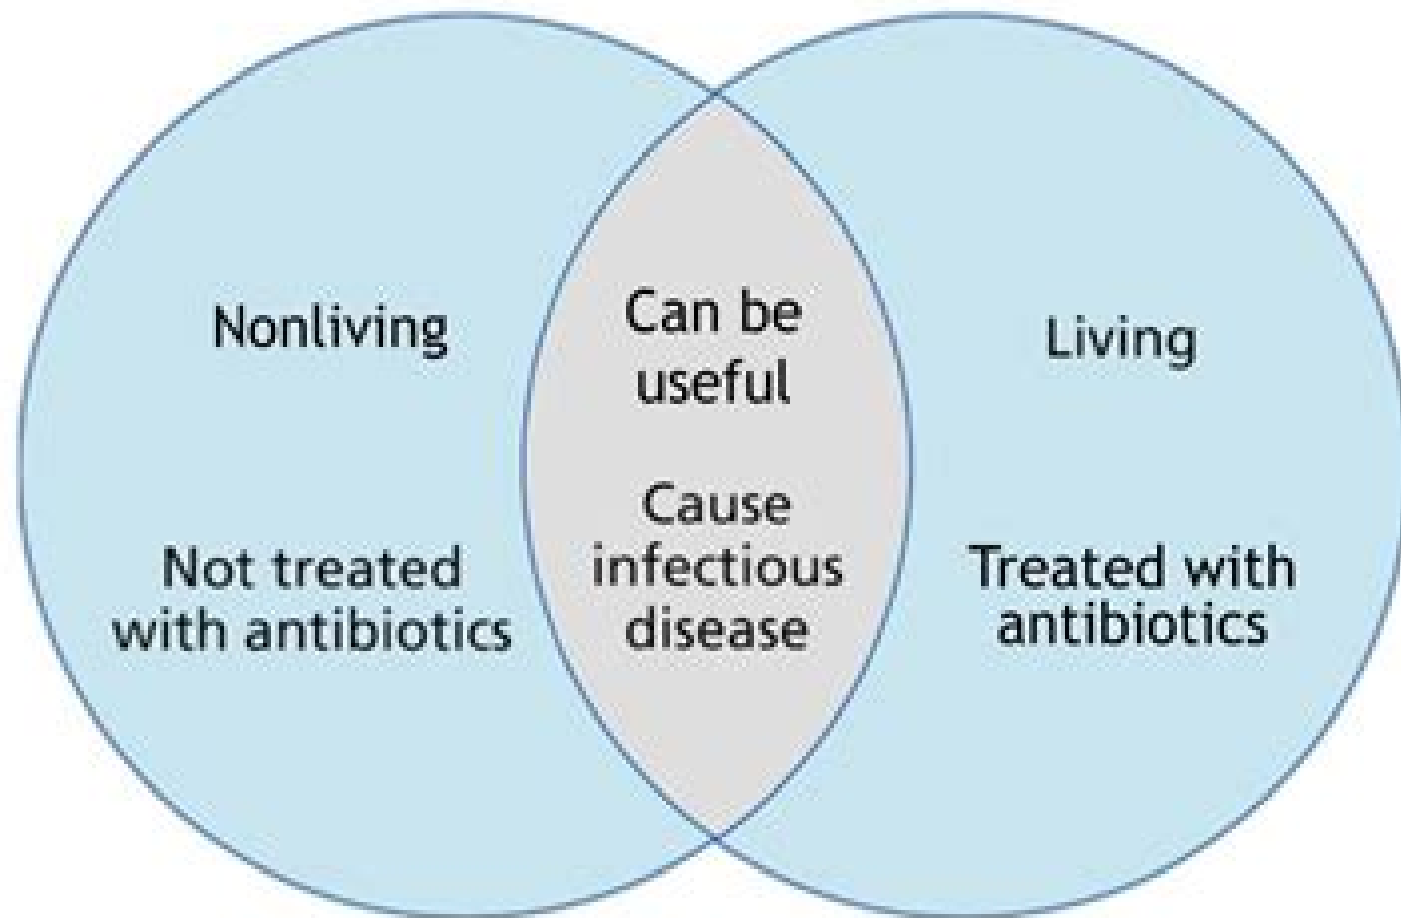 Nonliving
Not treated
with antibiotics
Can be
useful
Cause
infectious
disease
Living
Treated with
antibiotics